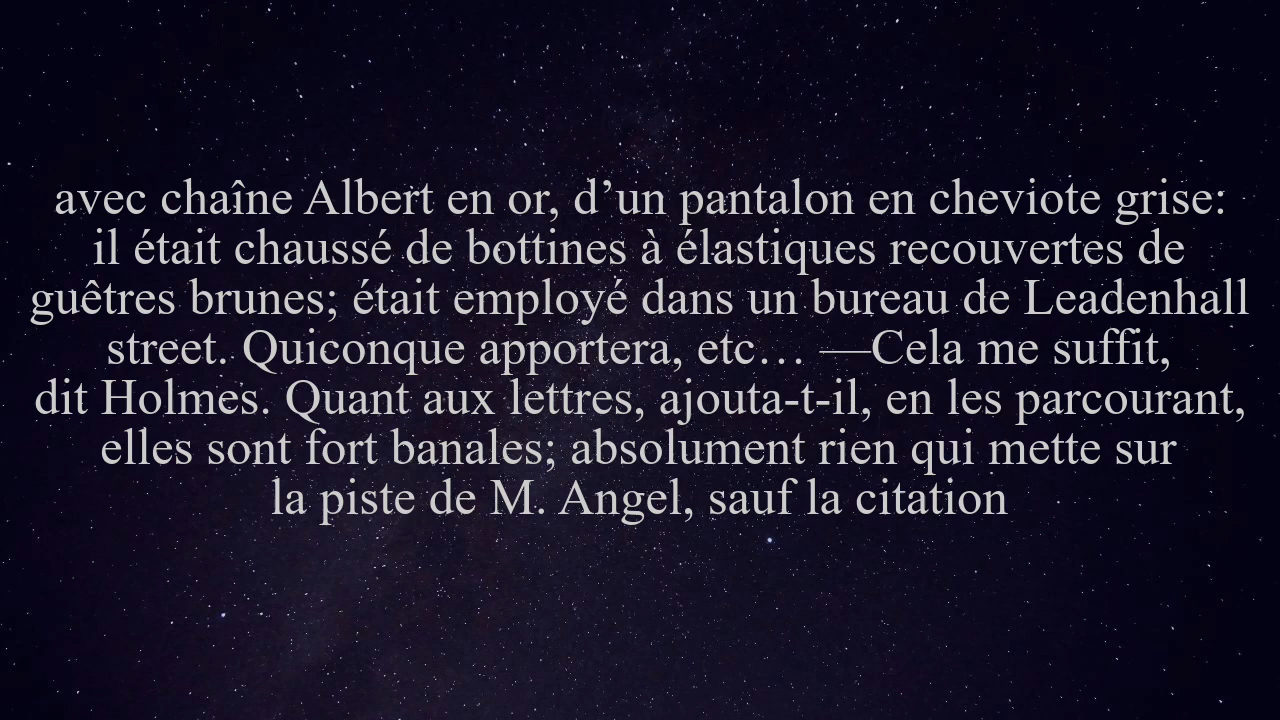 avec chaîne Albert en or, d’un pantalon en cheviote grise:
il était chaussé de bottines à élastiques recouvertes de
guêtres brunes; était employé dans un bureau de Leadenhall
street. Quiconque apportera, etc… —Cela me suffit,
dit Holmes. Quant aux lettres, ajouta-t-il, en les parcourant,
elles sont fort banales; absolument rien qui mette sur
la piste de M. Angel, sauf la citation